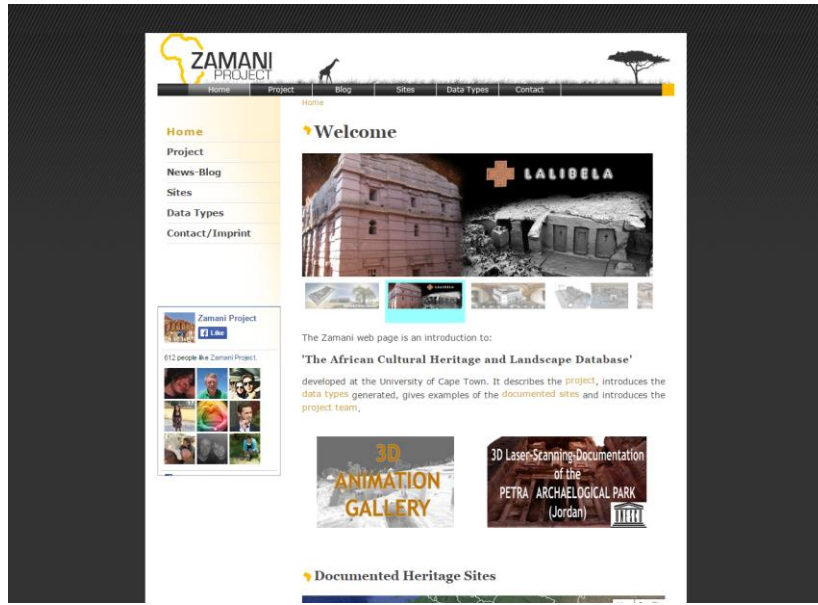 ZAMANI
PROJECT
Home Project Blog Sites Data Types Contact
Home
Home
Project
News-Blog
Sites
Data Types
Contact/Imprint
Zamani Project
Like
612 people like Zamani Project.
Welcome
LALIBELA
The Zamani web page is an introduction to:
'The African Cultural Heritage and Landscape Database'
developed at the University of Cape Town. It describes the project, introduces the
data types generated, gives examples of the documented sites and introduces the
project team.
3D
ANIMATION
GALLERY
3D Laser-Scanning-Documentation
of the
PETRA ARCHAELOGICAL PARK
(Jordan)
Documented Heritage Sites